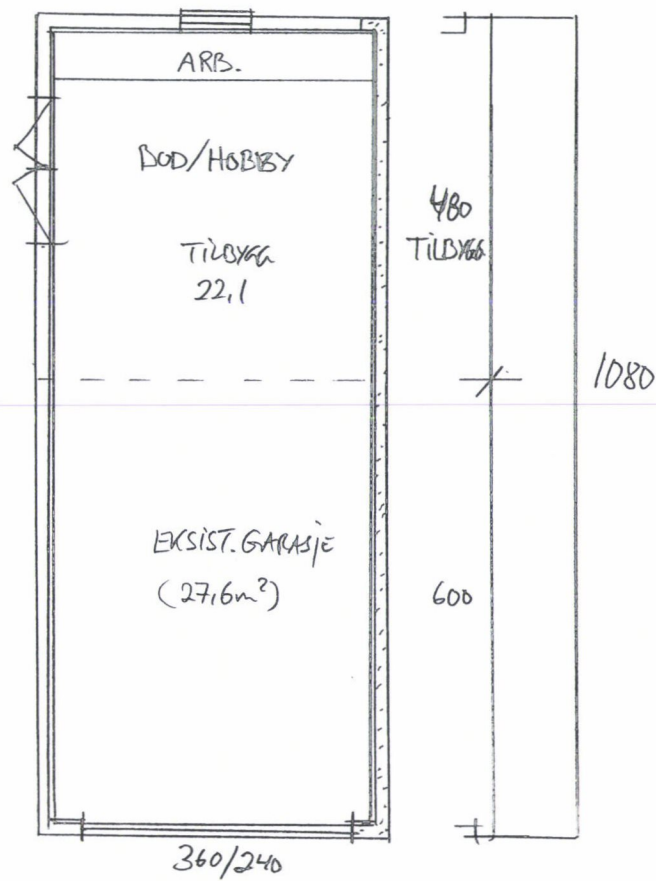 ARB.
BOD/HOBBY
TILBYGG
22,1
480
TILBYGG
1080
EKSIST. GARASJE
(27,6m²)
600
360/240